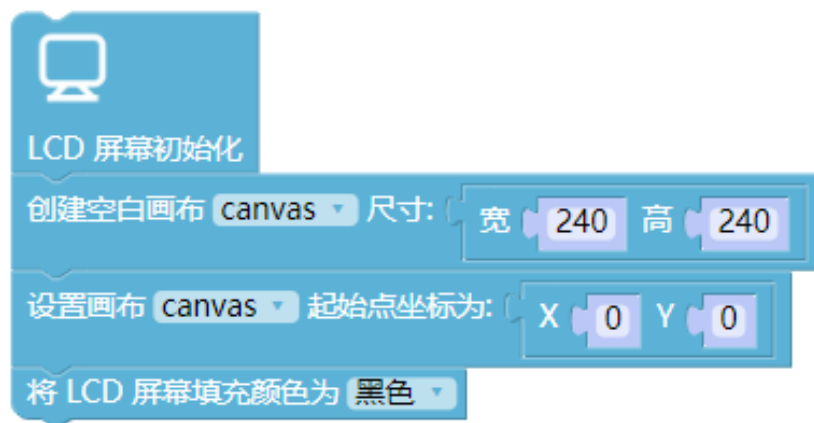 LCD 屏幕初始化
创建空白画布 canvas 尺寸: 宽 240 高 240
设置画布 canvas 起始点坐标为: X 0 Y 0
将 LCD 屏幕填充颜色为 黑色